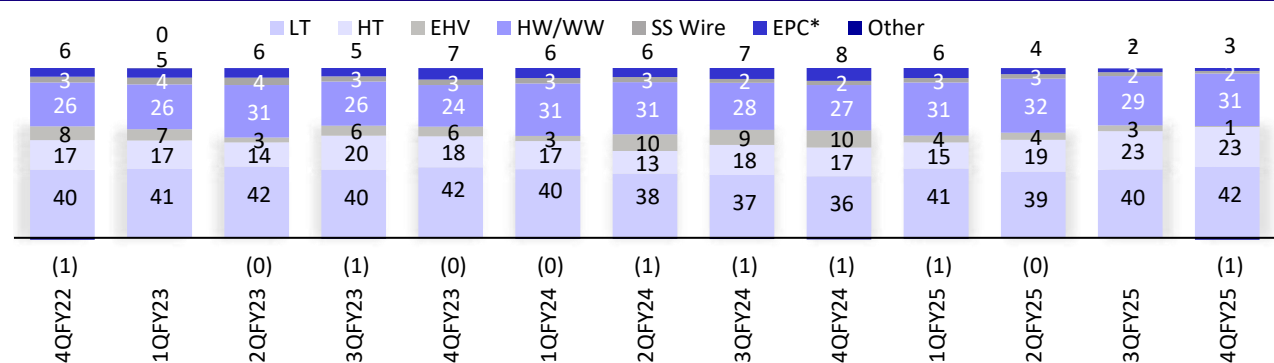 LT HT EHV HW/WW SS Wire EPC* Other
6 0 6 5 7 6 6 7 8 6 4 2 3
5
3 4 4 3 3 3 3 2 2 3 3 2 2
26 26 31 26 24 31 31 28 27 31 32 29 31
8 7 3 6 6 3 10 9 10 4 4 3 1
17 17 14 20 18 17 13 18 17 15 19 23 23
40 41 42 40 42 40 38 37 36 41 39 40 42
(1) (0) (1) (0) (0) (1) (1) (1) (1) (0) (1)
4QFY22 1QFY23 2QFY23 3QFY23 4QFY23 1QFY24 2QFY24 3QFY24 4QFY24 1QFY25 2QFY25 3QFY25 4QFY25